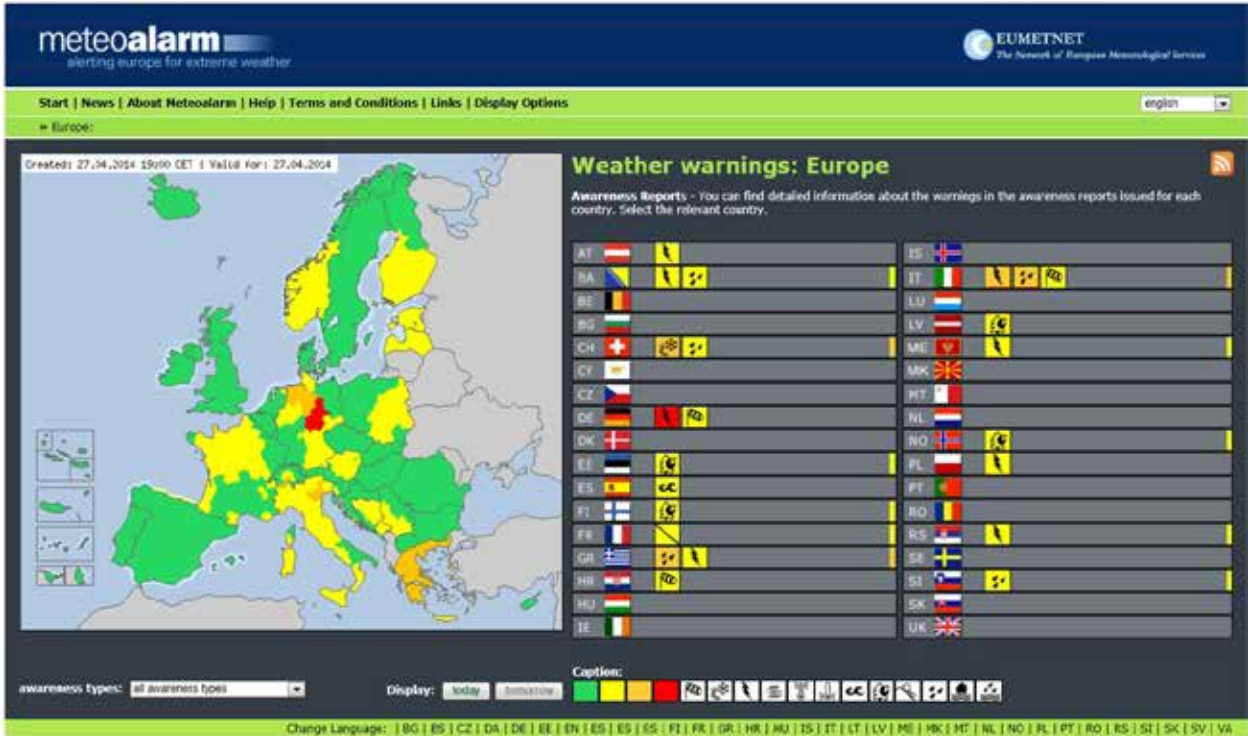 meteoalarm
alerting europe for extreme weather
EUMETNET
The Network of European Meteorological Services
Start | News | About Meteoalarm | Help | Terms and Conditions | Links | Display Options
english
Europe:
Created: 27.04.2014 19:00 CET | Valid for: 27.04.2014
Weather warnings: Europe
Awareness Reports - You can find detailed information about the warnings in the awareness reports issued for each
country. Select the relevant country.
AT
IS
BA
IT
BE
LU
BG
LV
CH
ME
CY
MK
CZ
MT
DE
NL
DK
NO
EE
PL
ES
PT
FI
RO
FR
RS
GR
SE
HR
SI
HU
SK
IE
UK
Caption:
awareness types: all awareness types
Display: today tomorrow
Change Language: | BG | ES | CZ | DA | DE | EE | EN | ES | ES | ES | FI | FR | GR | HR | HU | IS | IT | LT | LV | ME | MK | MT | NL | NO | PL | PT | RO | RS | SI | SK | SV | VA